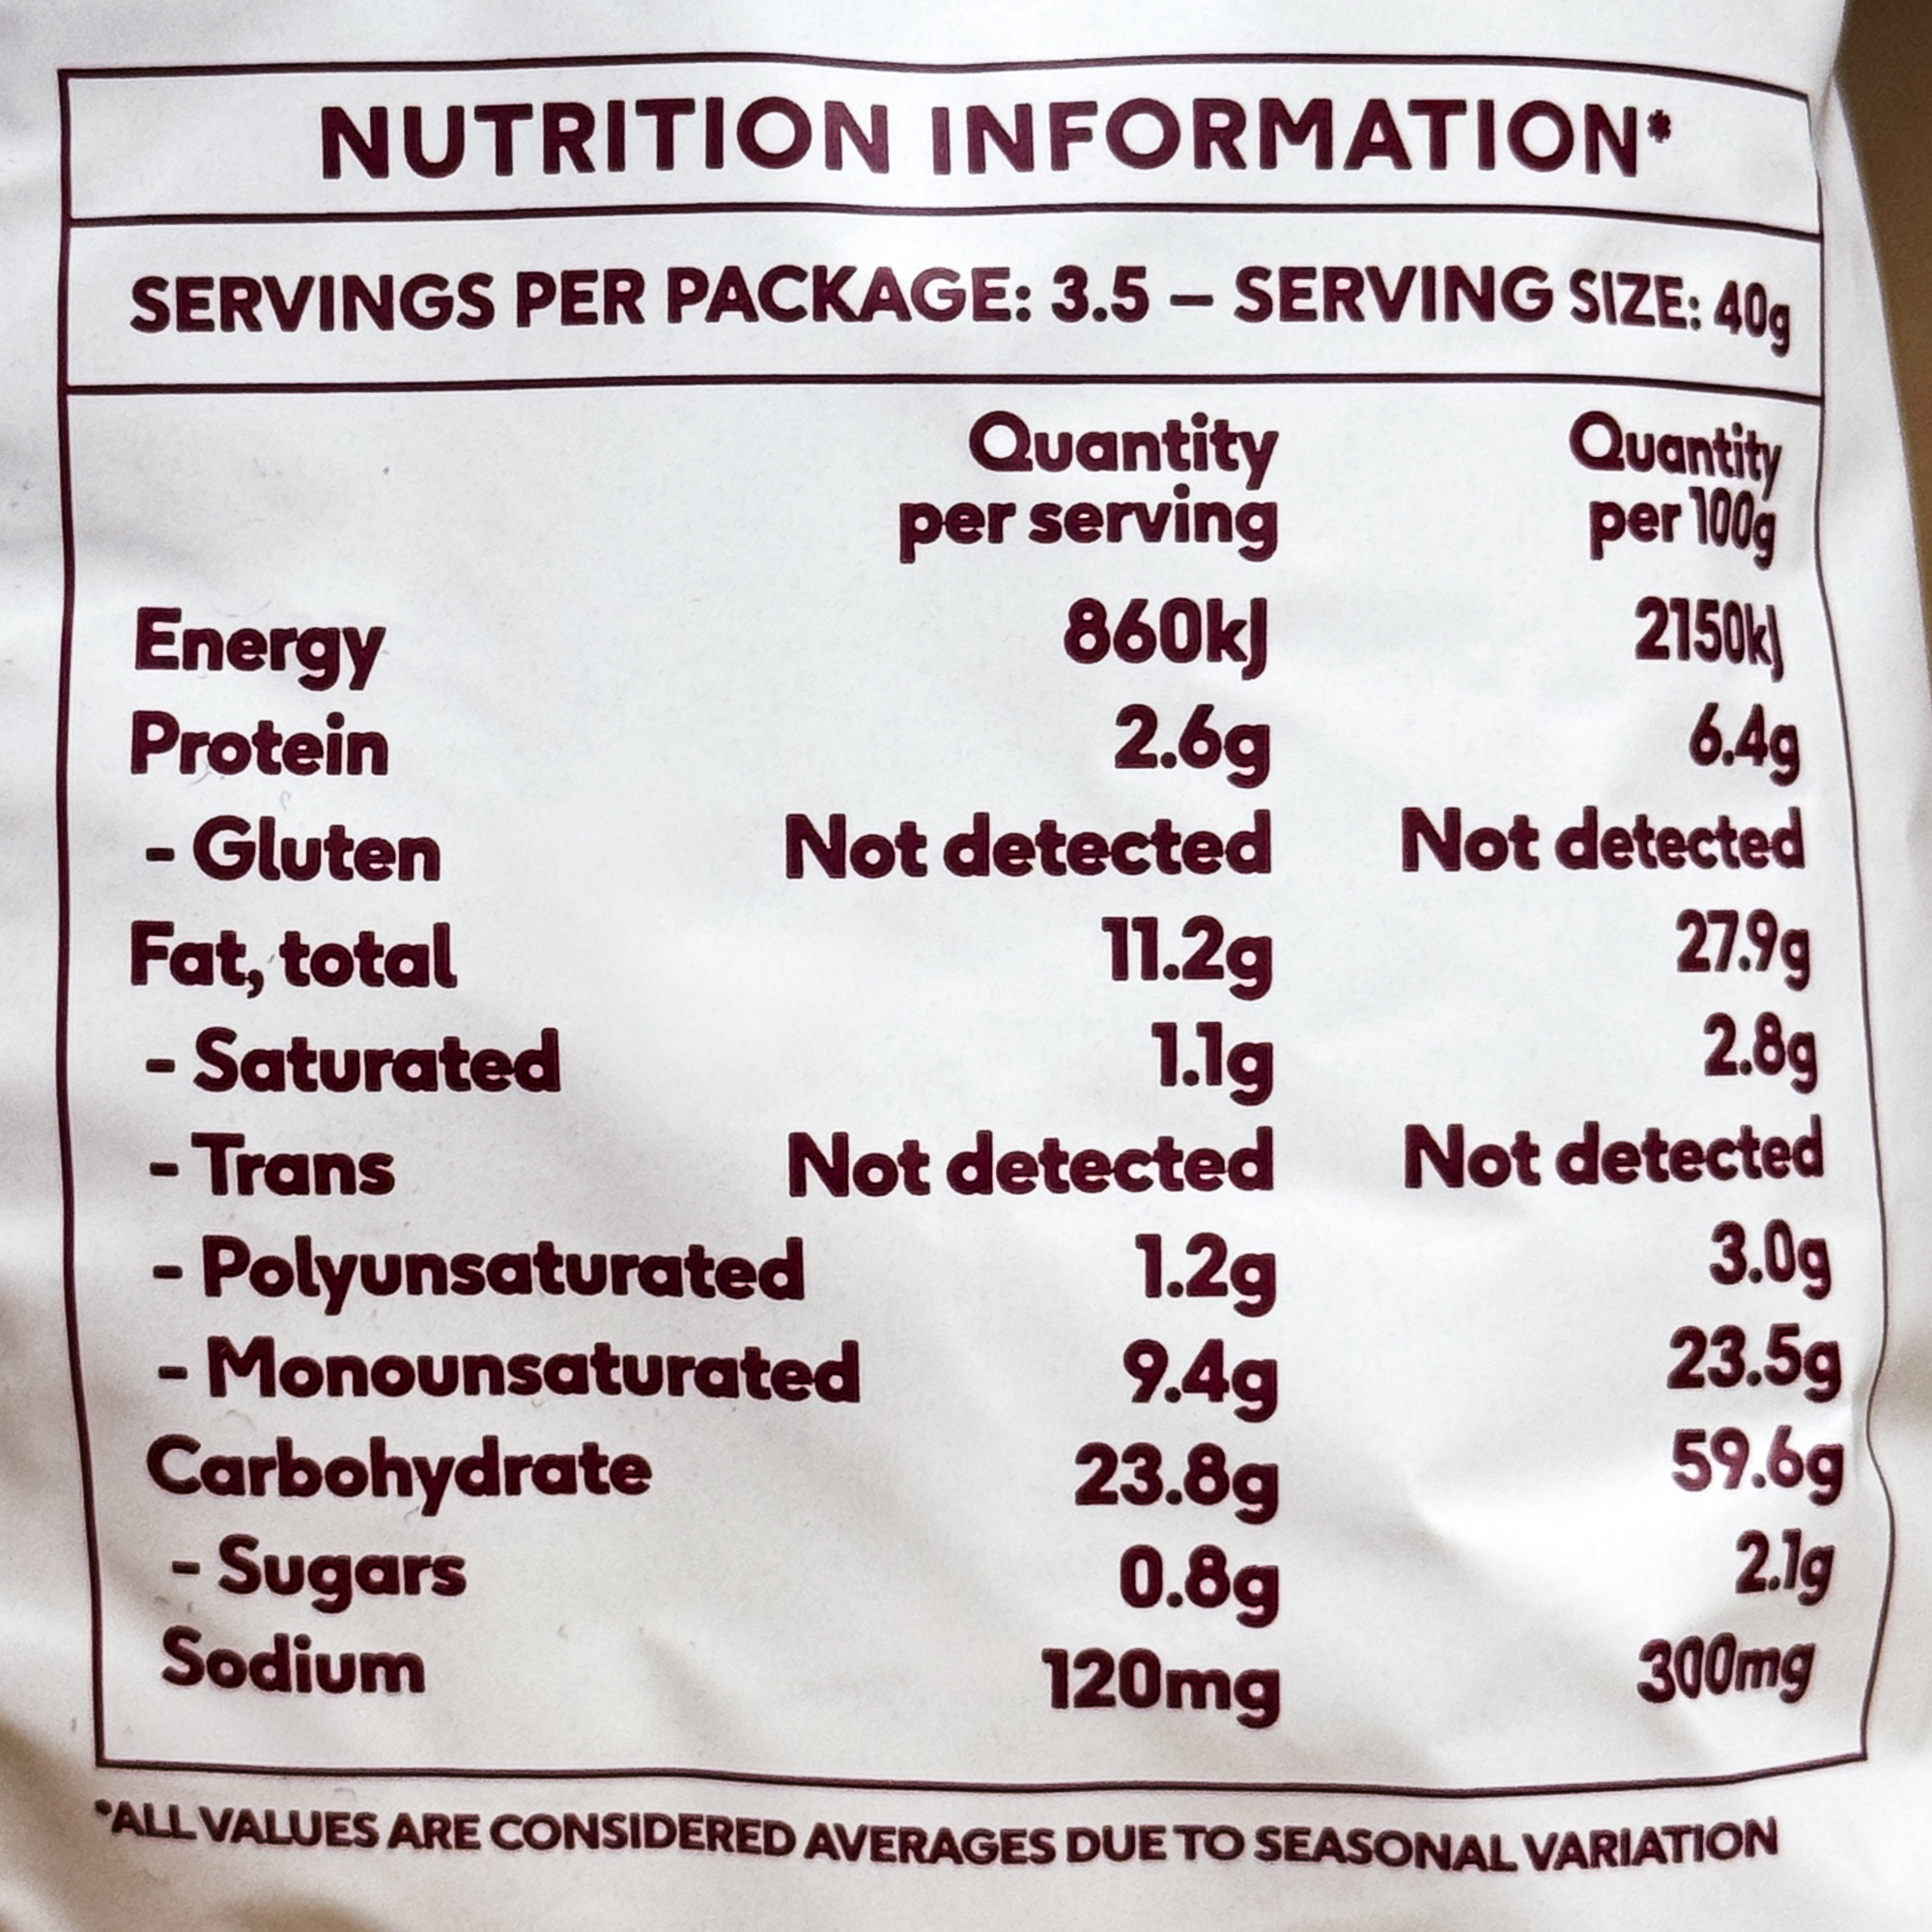 NUTRITION INFORMATION*
SERVINGS PER PACKAGE: 3.5 – SERVING SIZE: 40g
Quantity per serving Quantity per 100g
Energy 860kJ 2150kJ
Protein 2.6g 6.4g
- Gluten Not detected Not detected
Fat, total 11.2g 27.9g
- Saturated 1.1g 2.8g
- Trans Not detected Not detected
- Polyunsaturated 1.2g 3.0g
- Monounsaturated 9.4g 23.5g
Carbohydrate 23.8g 59.6g
- Sugars 0.8g 2.1g
Sodium 120mg 300mg
*ALL VALUES ARE CONSIDERED AVERAGES DUE TO SEASONAL VARIATION